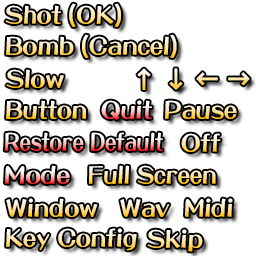 Shot (OK)
Bomb (Cancel)
Slow ↑ ↓ ← →
Button Quit Pause
Restore Default Off
Mode Full Screen
Window Wav Midi
Key Config Skip